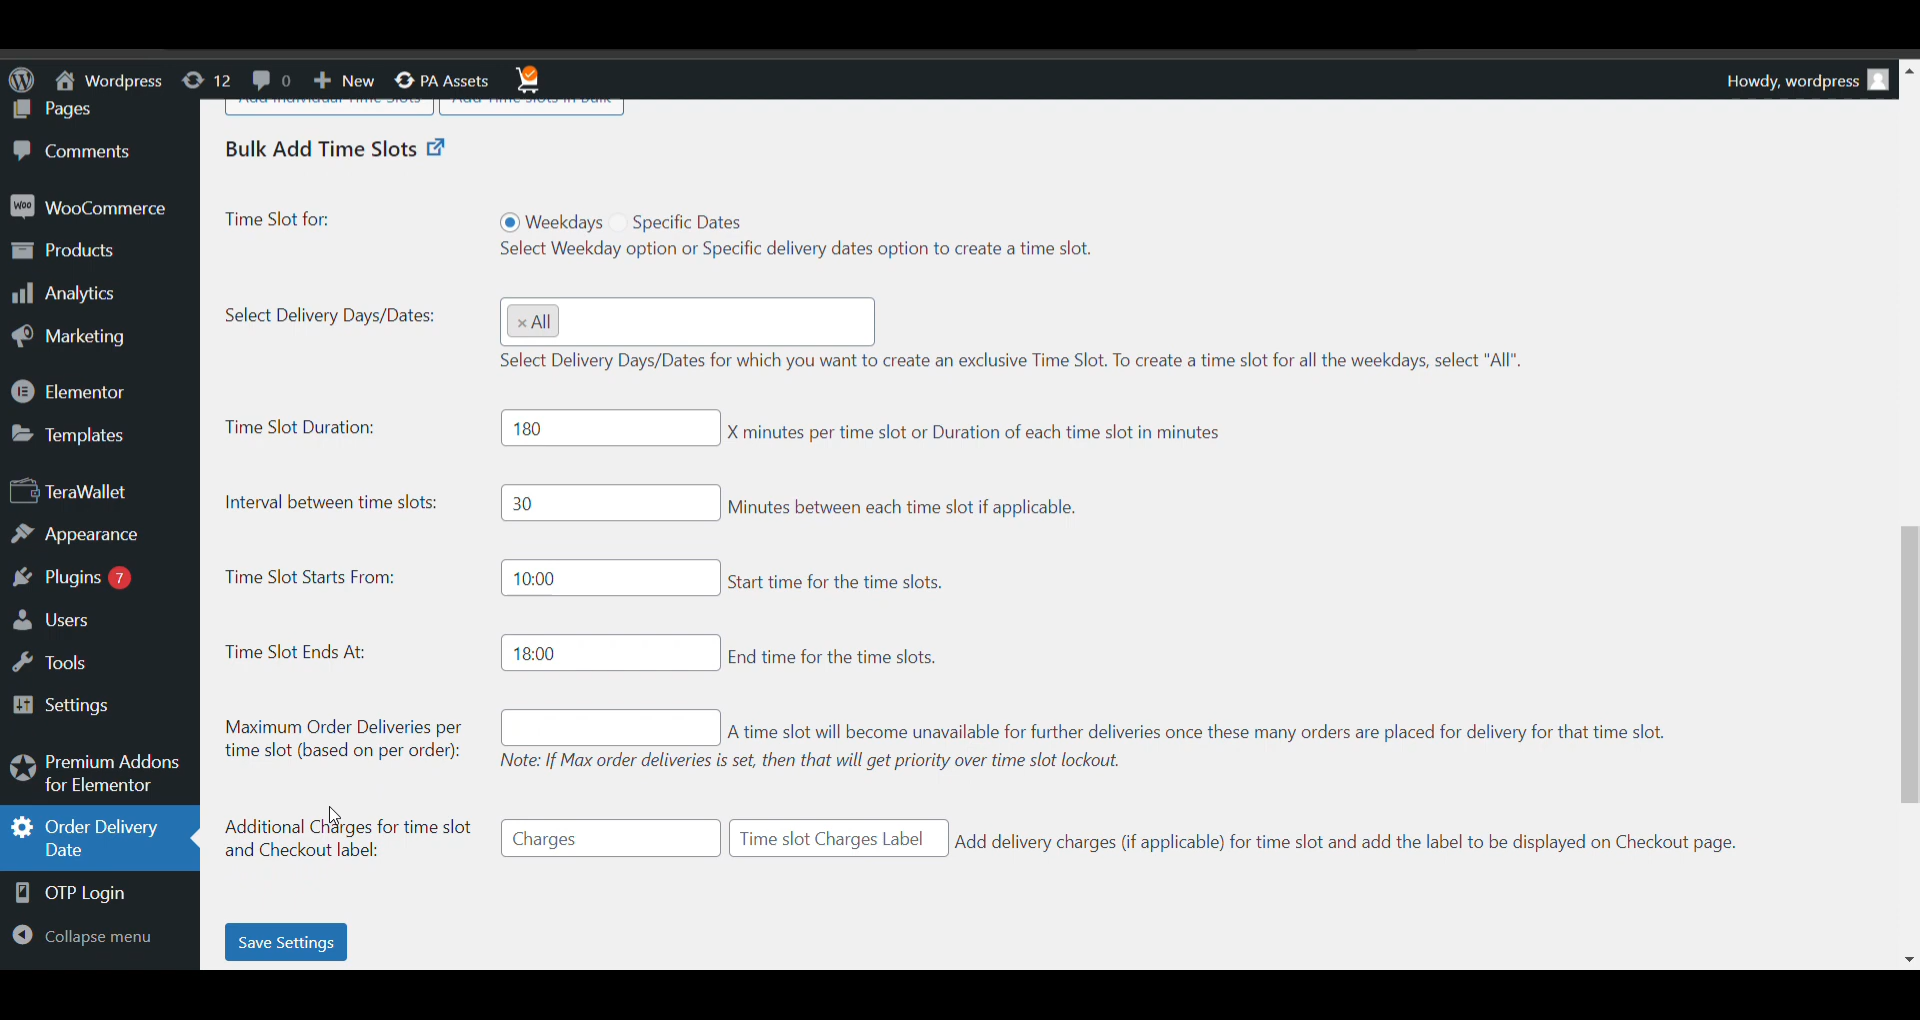 Wordpress 12 0 New PA Assets Howdy, wordpress
Pages
Comments
WooCommerce
Products
Analytics
Marketing
Elementor
Templates
TeraWallet
Appearance
Plugins 7
Users
Tools
Settings
Premium Addons
for Elementor
Order Delivery
Date
OTP Login
Collapse menu
Add Individual Time Slots Add Time Slots in Bulk
Bulk Add Time Slots
Time Slot for:
Weekdays Specific Dates
Select Weekday option or Specific delivery dates option to create a time slot.
Select Delivery Days/Dates:
× All
Select Delivery Days/Dates for which you want to create an exclusive Time Slot. To create a time slot for all the weekdays, select "All".
Time Slot Duration:
180 X minutes per time slot or Duration of each time slot in minutes
Interval between time slots:
30 Minutes between each time slot if applicable.
Time Slot Starts From:
10:00 Start time for the time slots.
Time Slot Ends At:
18:00 End time for the time slots.
Maximum Order Deliveries per
time slot (based on per order):
A time slot will become unavailable for further deliveries once these many orders are placed for delivery for that time slot.
Note: If Max order deliveries is set, then that will get priority over time slot lockout.
Additional Charges for time slot
and Checkout label:
Charges Time slot Charges Label Add delivery charges (if applicable) for time slot and add the label to be displayed on Checkout page.
Save Settings